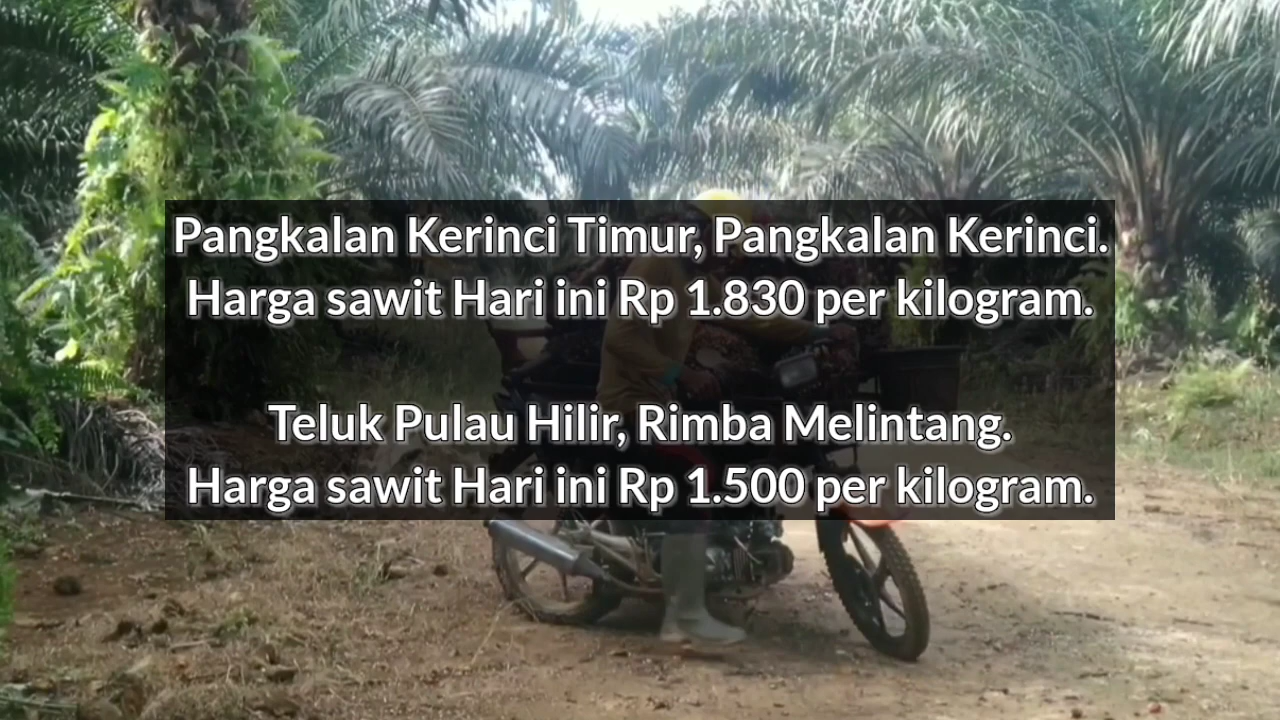 Pangkalan Kerinci Timur, Pangkalan Kerinci.
Harga sawit Hari ini Rp 1.830 per kilogram.
Teluk Pulau Hilir, Rimba Melintang.
Harga sawit Hari ini Rp 1.500 per kilogram.